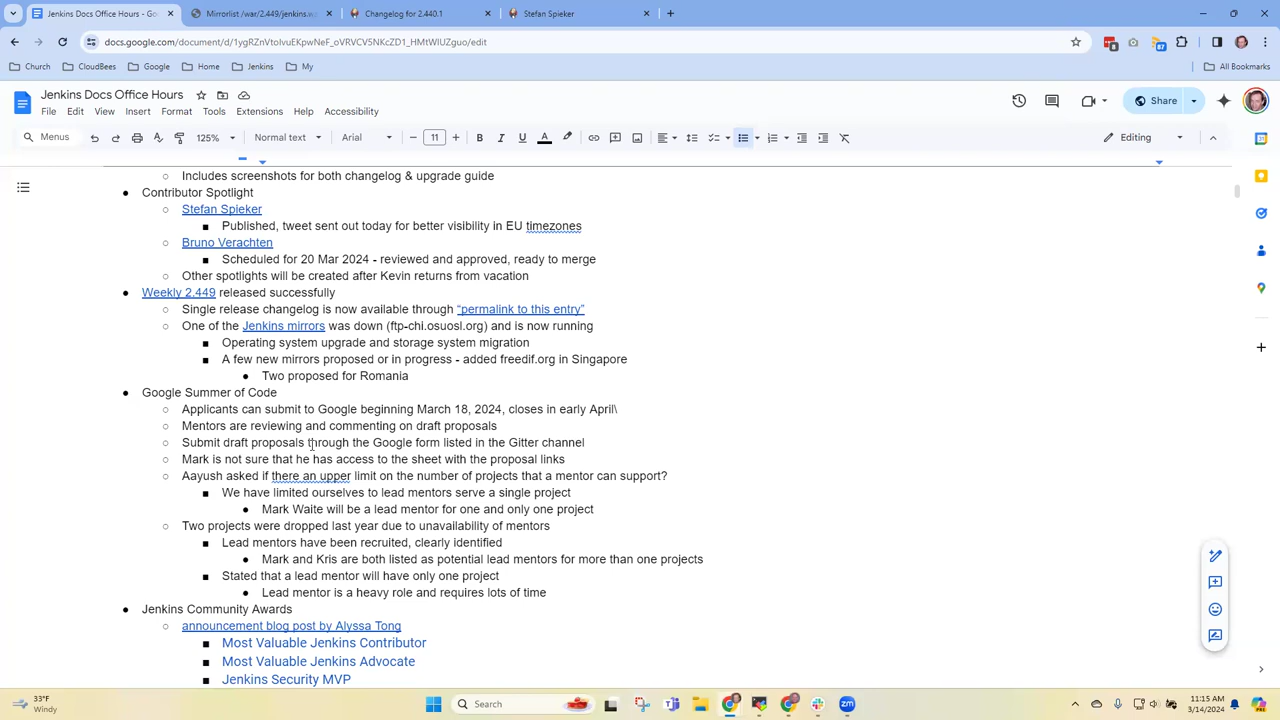 Jenkins Docs Office Hours -
Mirrorlist /war/2.449/jenkins.w
Changelog for 2.440.1
Stefan Spieker
docs.google.com/document/d/1ygRZnVtoIvuEKpwNeF_oVRVCV5NKcZD1_HMtWIUZguo/edit
Church
CloudBees
Google
Home
Jenkins
My
All Bookmarks
Jenkins Docs Office Hours
File Edit View Insert Format Tools Extensions Help Accessibility
Share
Menus
125%
Normal text
Arial
11
Editing
Includes screenshots for both changelog & upgrade guide
Contributor Spotlight
Stefan Spieker
Published, tweet sent out today for better visibility in EU timezones
Bruno Verachten
Scheduled for 20 Mar 2024 - reviewed and approved, ready to merge
Other spotlights will be created after Kevin returns from vacation
Weekly 2.449 released successfully
Single release changelog is now available through “permalink to this entry”
One of the Jenkins mirrors was down (ftp-chi.osuosl.org) and is now running
Operating system upgrade and storage system migration
A few new mirrors proposed or in progress - added freedif.org in Singapore
Two proposed for Romania
Google Summer of Code
Applicants can submit to Google beginning March 18, 2024, closes in early April\
Mentors are reviewing and commenting on draft proposals
Submit draft proposals through the Google form listed in the Gitter channel
Mark is not sure that he has access to the sheet with the proposal links
Aayush asked if there an upper limit on the number of projects that a mentor can support?
We have limited ourselves to lead mentors serve a single project
Mark Waite will be a lead mentor for one and only one project
Two projects were dropped last year due to unavailability of mentors
Lead mentors have been recruited, clearly identified
Mark and Kris are both listed as potential lead mentors for more than one projects
Stated that a lead mentor will have only one project
Lead mentor is a heavy role and requires lots of time
Jenkins Community Awards
announcement blog post by Alyssa Tong
Most Valuable Jenkins Contributor
Most Valuable Jenkins Advocate
Jenkins Security MVP
33°F
Windy
Search
11:15 AM
3/14/2024